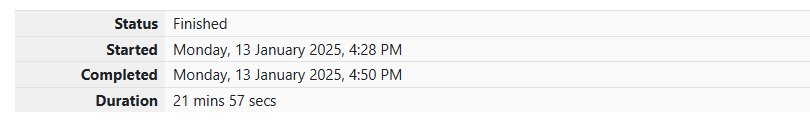 Status Finished
Started Monday, 13 January 2025, 4:28 PM
Completed Monday, 13 January 2025, 4:50 PM
Duration 21 mins 57 secs